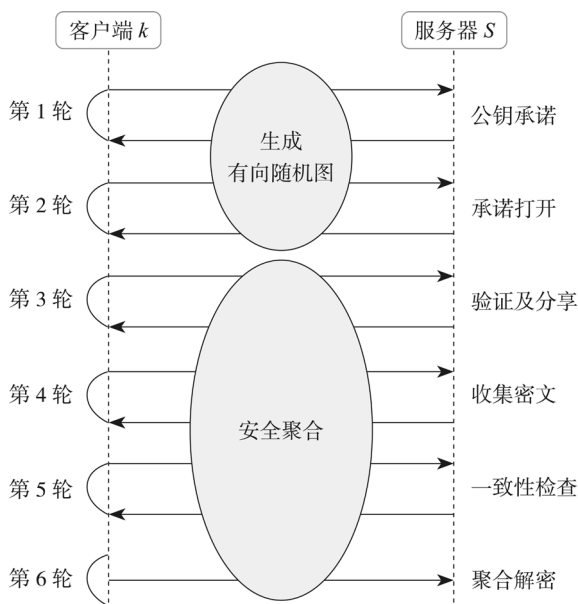 客户端 k
服务器 S
第 1 轮
公钥承诺
生成
有向随机图
第 2 轮
承诺打开
第 3 轮
验证及分享
第 4 轮
收集密文
安全聚合
第 5 轮
一致性检查
第 6 轮
聚合解密